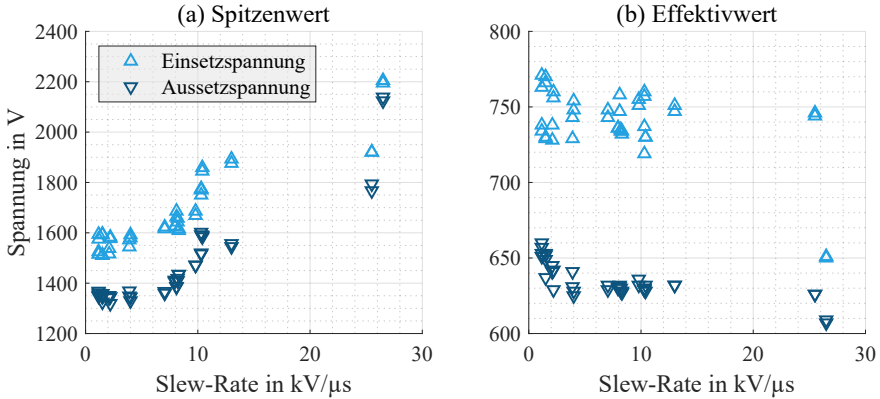 (a) Spitzenwert
2400
2200
2000
1800
1600
1400
1200
Spannung in V
Einsetzspannung
Aussetzspannung
0
10
20
30
Slew-Rate in kV/µs
(b) Effektivwert
800
750
700
650
600
0
10
20
30
Slew-Rate in kV/µs